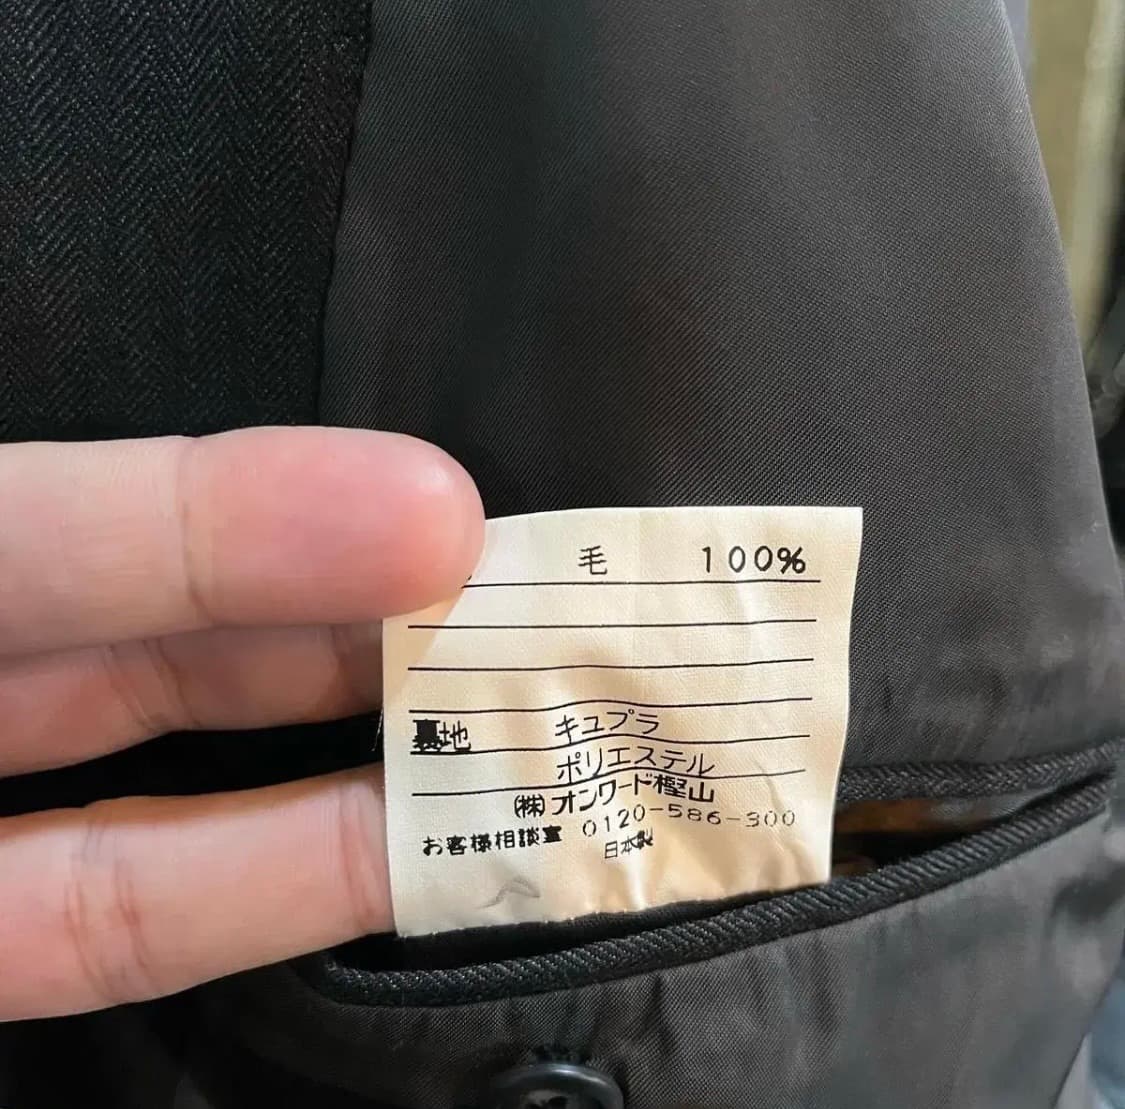 毛 100%
裏地 キュプラ
ポリエステル
㈱オンワード樫山
お客様相談室 0120-586-300
日本製